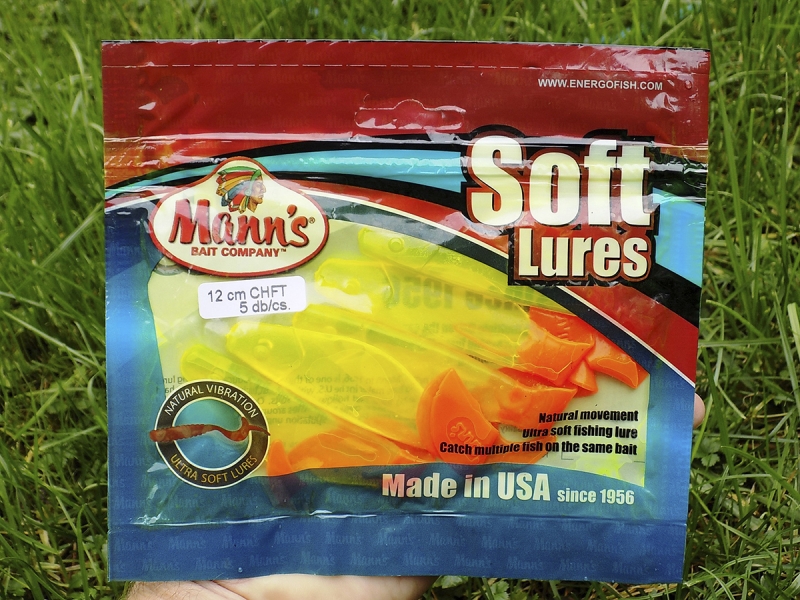 WWW.ENERGOFISH.COM
Soft
Lures
Mann's®
BAIT COMPANY™
12 cm CHFT
5 db/cs.
NATURAL VIBRATION
ULTRA SOFT LURES
Natural movement
Ultra soft fishing lure
Catch multiple fish on the same bait
Made in USA since 1956